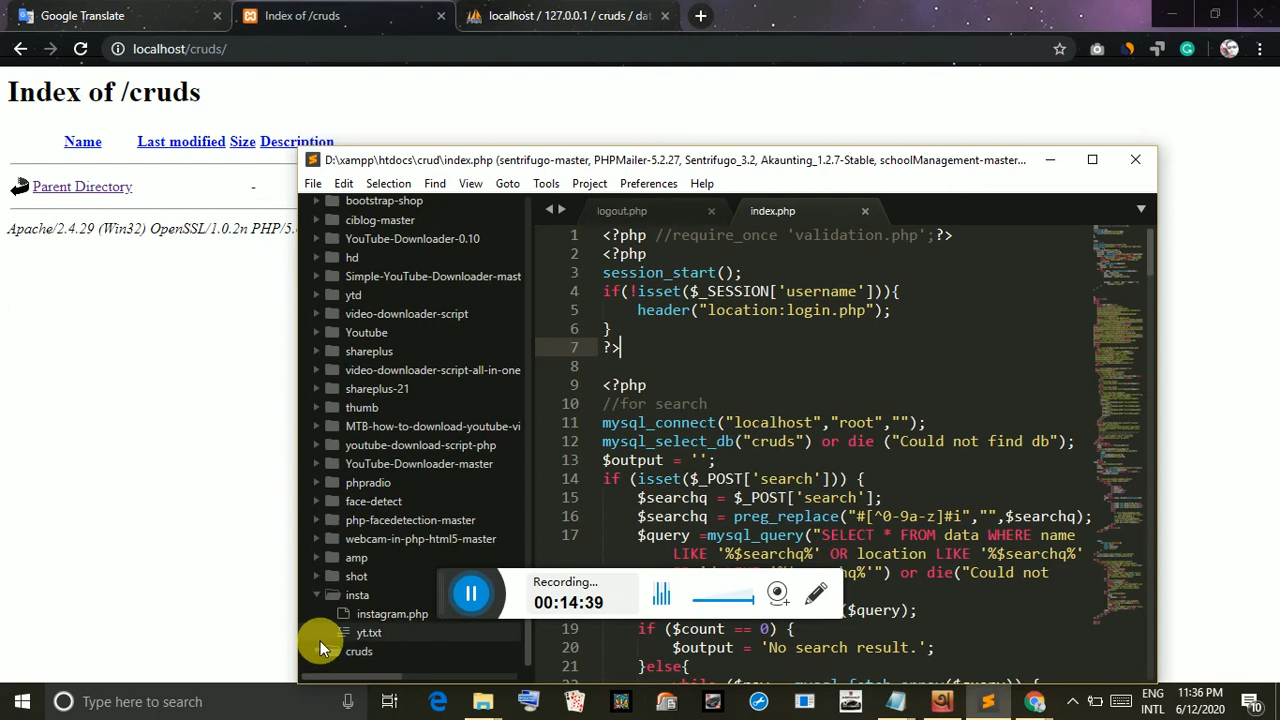 Google Translate
Index of /cruds
localhost / 127.0.0.1 / cruds / dat
localhost/cruds/
Index of /cruds
Name Last modified Size Description
Parent Directory -
Apache/2.4.29 (Win32) OpenSSL/1.0.2n PHP/5.
D:\xampp\htdocs\crud\index.php (sentrifugo-master, PHPMailer-5.2.27, Sentrifugo_3.2, Akaunting_1.2.7-Stable, schoolManagement-master...
File Edit Selection Find View Goto Tools Project Preferences Help
bootstrap-shop
ciblog-master
YouTube-Downloader-0.10
hd
Simple-YouTube-Downloader-mast
ytd
video-downloader-script
Youtube
shareplus
video-downloader-script-all-in-one
shareplus-21
thumb
MTB-how-to-download-youtube-vi
youtube-download-script-php
YouTube-Downloader-master
phpradio
face-detect
php-facedetection-master
webcam-in-php-html5-master
amp
shot
insta
instagram.php
yt.txt
cruds
logout.php
index.php
1 <?php //require_once 'validation.php';?>
2 <?php
3 session_start();
4 if(!isset($_SESSION['username'])){
5 header("location:login.php");
6 }
7 ?>
8
9 <?php
10 //for search
11 mysql_connect("localhost","root","");
12 mysql_select_db("cruds") or die ("Could not find db");
13 $output = '';
14 if (isset($_POST['search'])) {
15 $searchq = $_POST['search'];
16 $searchq = preg_replace("#[^0-9a-z]#i","",$searchq);
17 $query =mysql_query("SELECT * FROM data WHERE name
LIKE '%$searchq%' OR location LIKE '%$searchq%'
hq%'") or die("Could not
($query);
19 if ($count == 0) {
20 $output = 'No search result.';
21 }else{
Recording...
00:14:39
Type here to search
ENG
INTL
11:36 PM
6/12/2020
10